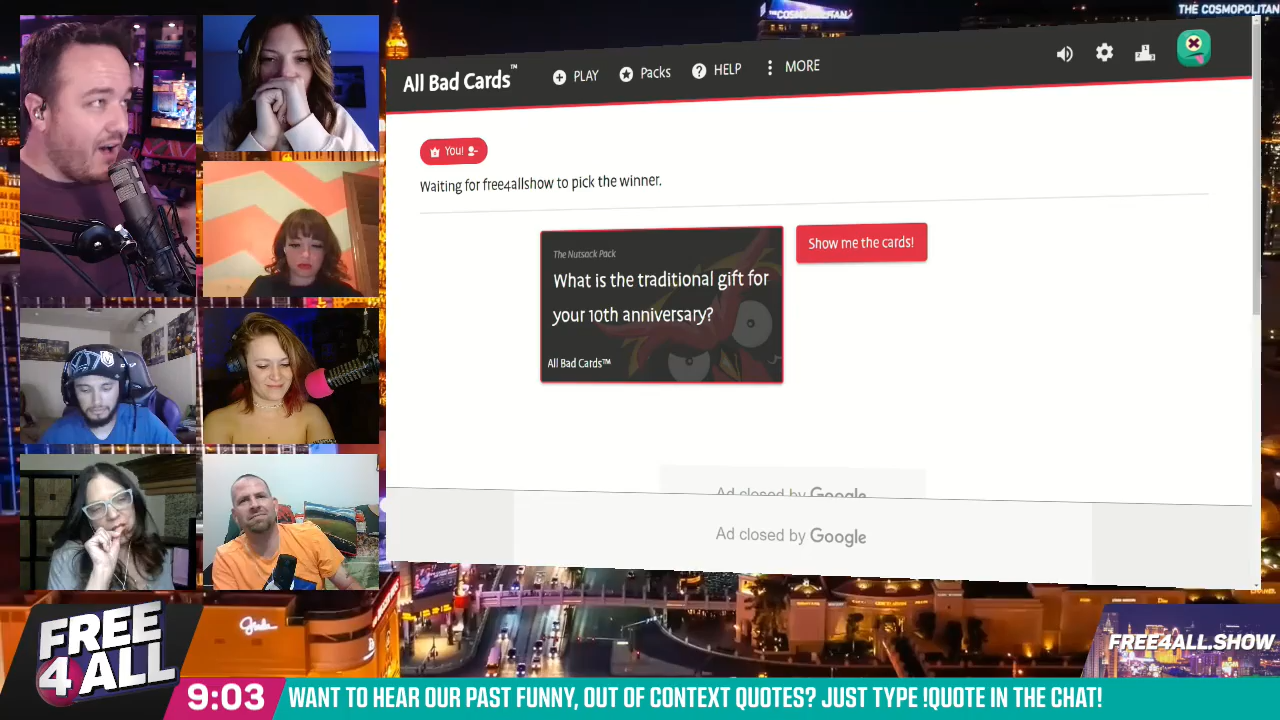 THE COSMOPOLITAN
All Bad Cards™
PLAY
Packs
HELP
MORE
You!
Waiting for free4allshow to pick the winner.
The Nutsack Pack
What is the traditional gift for
your 10th anniversary?
All Bad Cards™
Show me the cards!
Ad closed by Google
Ad closed by Google
FREE
4 ALL
FREE4ALL.SHOW
9:03
WANT TO HEAR OUR PAST FUNNY, OUT OF CONTEXT QUOTES? JUST TYPE !QUOTE IN THE CHAT!